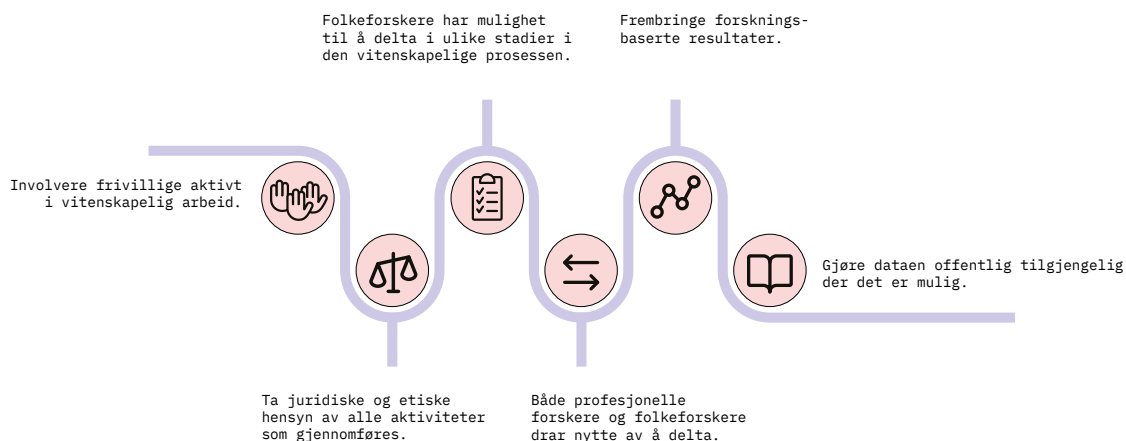 Folkeforskere har mulighet
til å delta i ulike stadier i
den vitenskapelige prosessen.
Frembringe forsknings-
baserte resultater.
Involvere frivillige aktivt
i vitenskapelig arbeid.
Gjøre dataen offentlig tilgjengelig
der det er mulig.
Ta juridiske og etiske
hensyn av alle aktiviteter
som gjennomføres.
Både profesjonelle
forskere og folkeforskere
drar nytte av å delta.